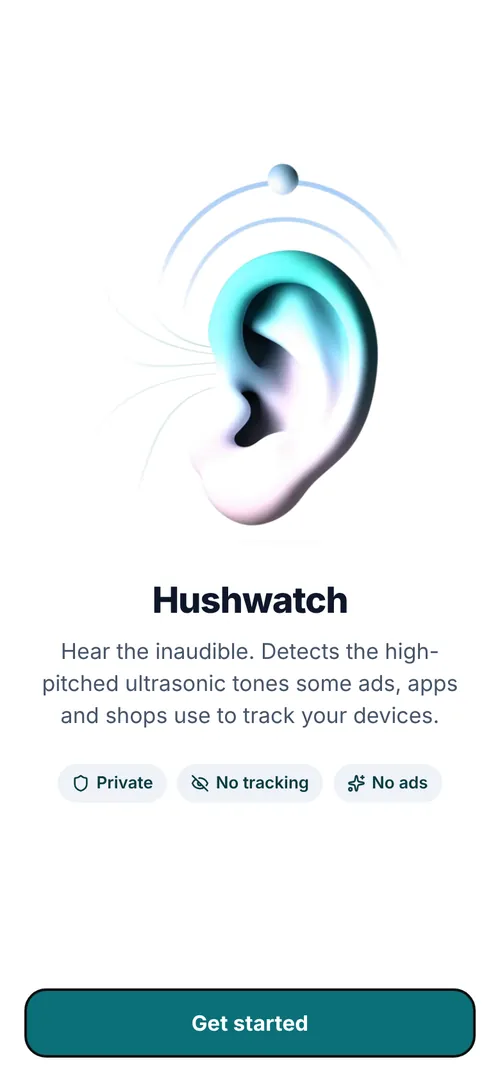 Hushwatch
Hear the inaudible. Detects the high-
pitched ultrasonic tones some ads, apps
and shops use to track your devices.
Private No tracking No ads
Get started